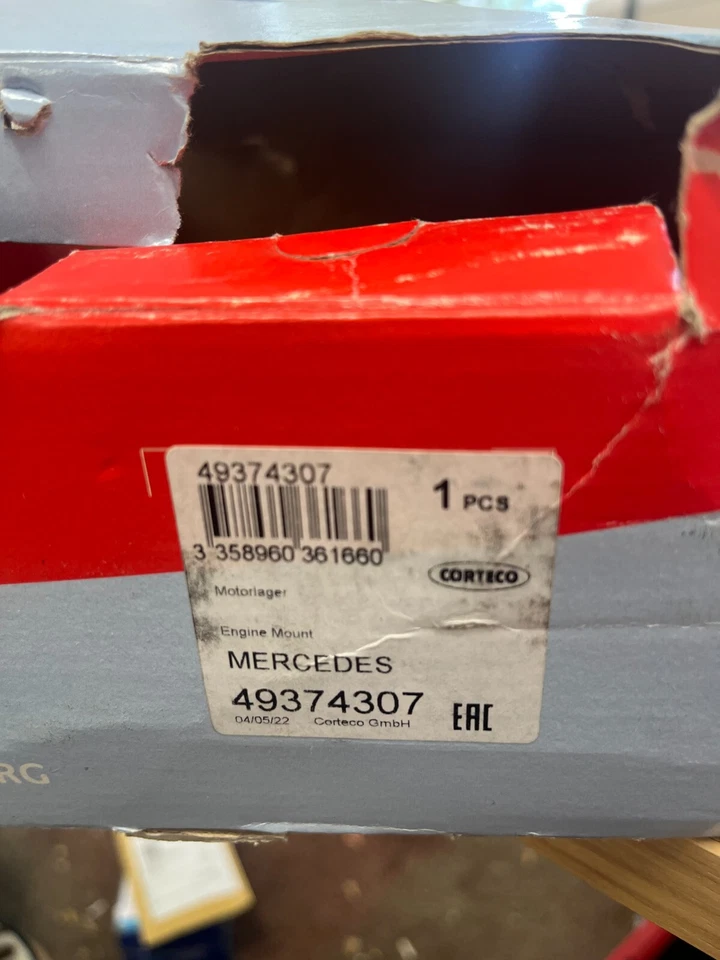 49374307
1 PCS
3 358960 361660
CORTECO
Motorlager
Engine Mount
MERCEDES
49374307
04/05/22 Corteco GmbH
EAC
RG